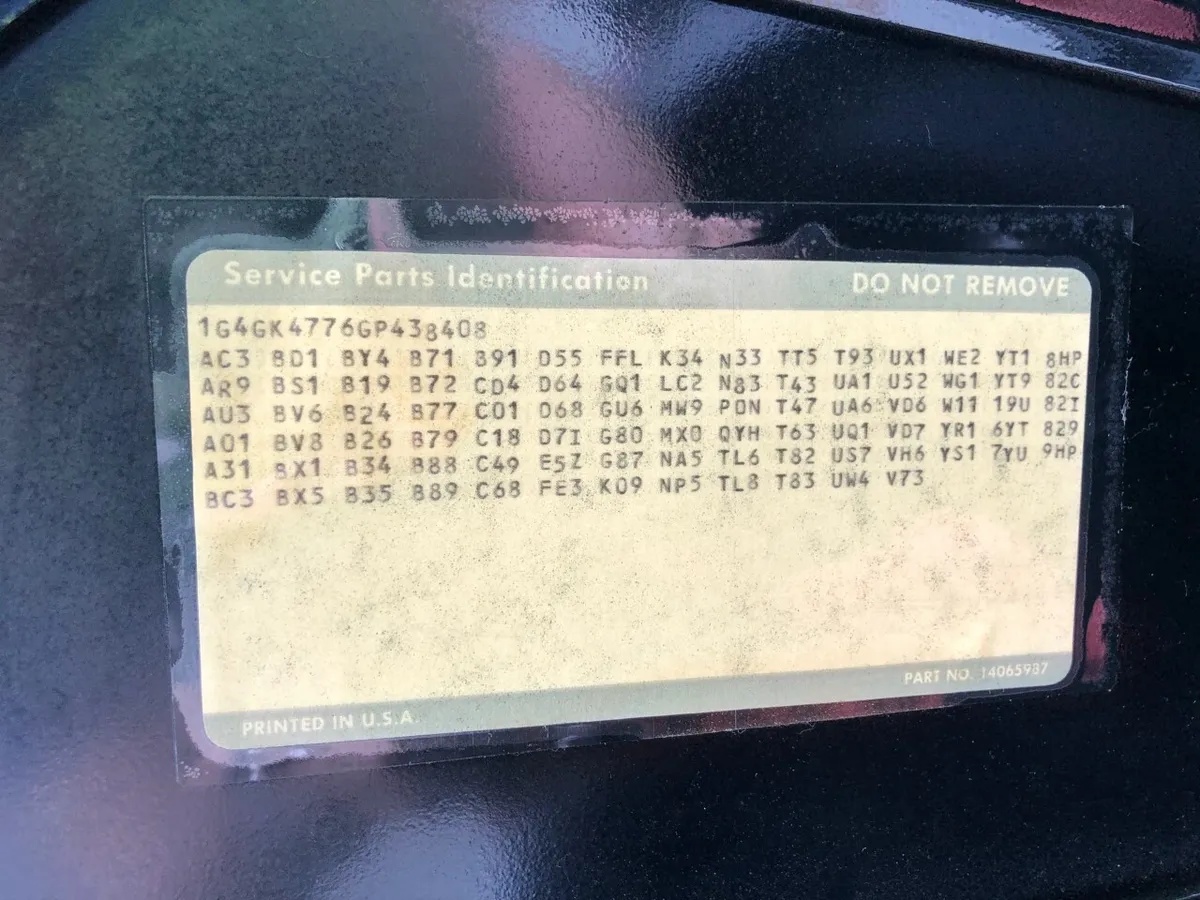 Service Parts Identification DO NOT REMOVE
1G4GK4776GP438408
AC3 BD1 BY4 B71 B91 D55 FFL K34 N33 TT5 T93 UX1 WE2 YT1 8HP
AR9 BS1 B19 B72 CD4 D64 GQ1 LC2 N83 T43 UA1 U52 WG1 YT9 82C
AU3 BV6 B24 B77 C01 D68 GU6 MW9 PDN T47 UA6 VD6 W11 19U 82I
A01 BV8 B26 B79 C18 D7I G80 MX0 QYH T63 UQ1 VD7 YR1 6YT 829
A31 BX1 B34 B88 C49 E5Z G87 NA5 TL6 T82 US7 VH6 YS1 7YU 9HP
BC3 BX5 B35 B89 C68 FE3 K09 NP5 TL8 T83 UW4 V73
PART NO. 14065987
PRINTED IN U.S.A.